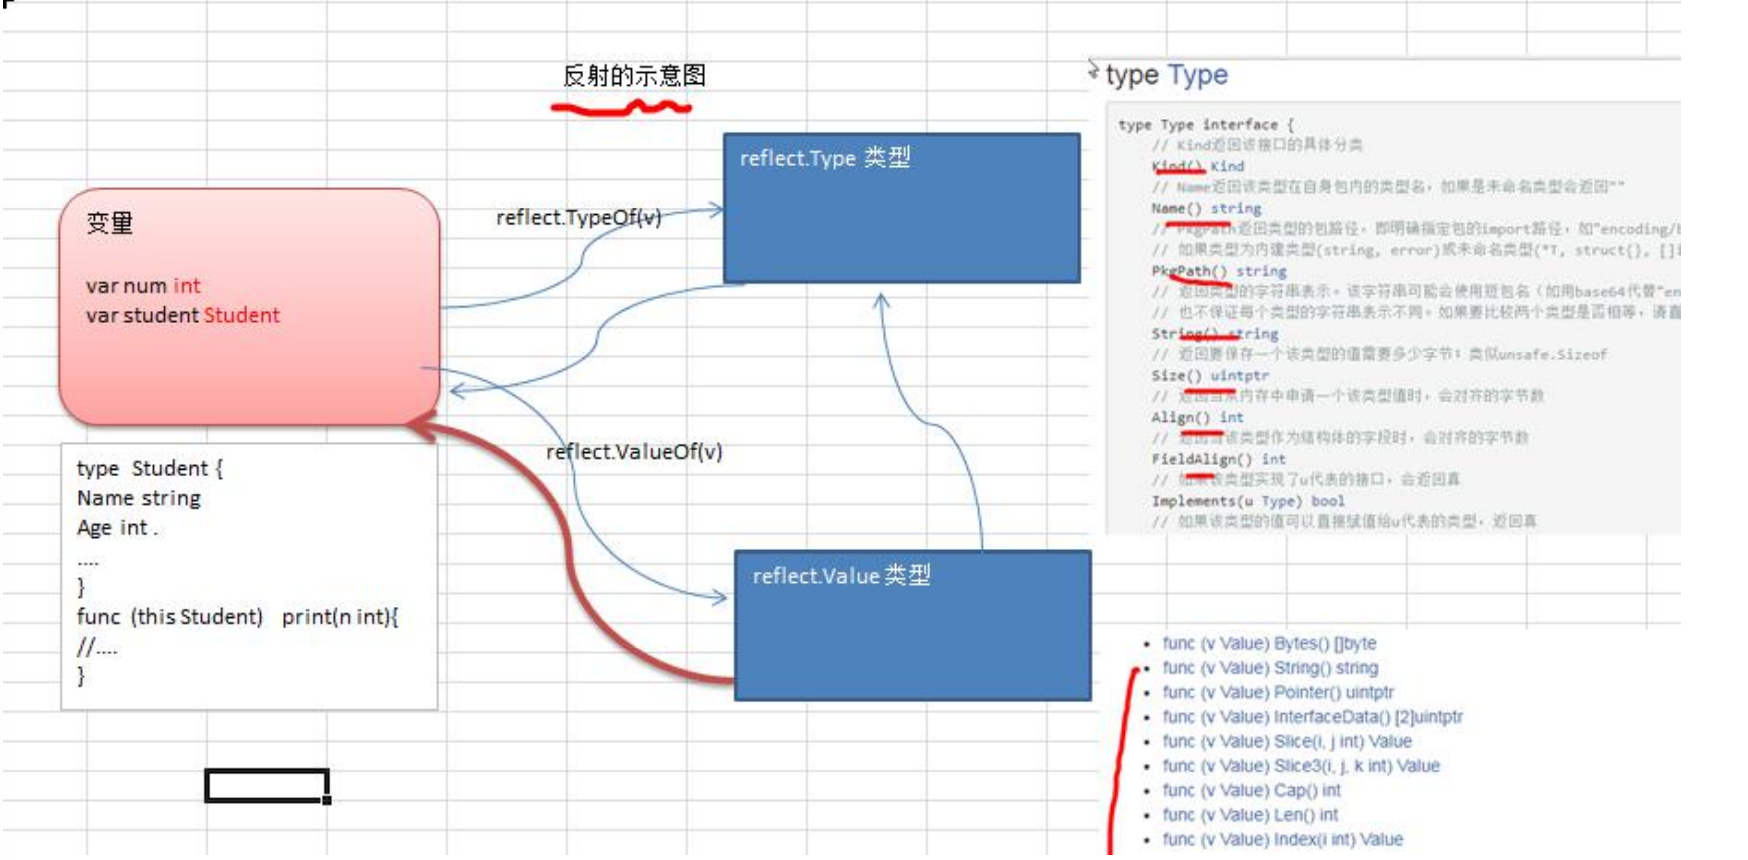 反射的示意图
变量
var num int
var student Student
type Student {
Name string
Age int .
....
}
func (this Student) print(n int){
//....
}
reflect.TypeOf(v)
reflect.ValueOf(v)
reflect.Type 类型
reflect.Value 类型
type Type
type Type interface {
// Kind返回该接口的具体分类
Kind() Kind
// Name返回该类型在自身包内的类型名，如果是未命名类型会返回""
Name() string
// PkgPath返回类型的包路径，即明确指定包的import路径，如"encoding/b
// 如果类型为内建类型(string, error)或未命名类型(*T, struct{}, []i
PkgPath() string
// 返回类型的字符串表示。该字符串可能会使用短包名（如用base64代替"en
// 也不保证每个类型的字符串表示不同。如果要比较两个类型是否相等，请直
String() string
// 返回要保存一个该类型的值需要多少字节；类似unsafe.Sizeof
Size() uintptr
// 返回当从内存中申请一个该类型值时，会对齐的字节数
Align() int
// 返回当该类型作为结构体的字段时，会对齐的字节数
FieldAlign() int
// 如果该类型实现了u代表的接口，会返回真
Implements(u Type) bool
// 如果该类型的值可以直接赋值给u代表的类型，返回真
func (v Value) Bytes() []byte
func (v Value) String() string
func (v Value) Pointer() uintptr
func (v Value) InterfaceData() [2]uintptr
func (v Value) Slice(i, j int) Value
func (v Value) Slice3(i, j, k int) Value
func (v Value) Cap() int
func (v Value) Len() int
func (v Value) Index(i int) Value